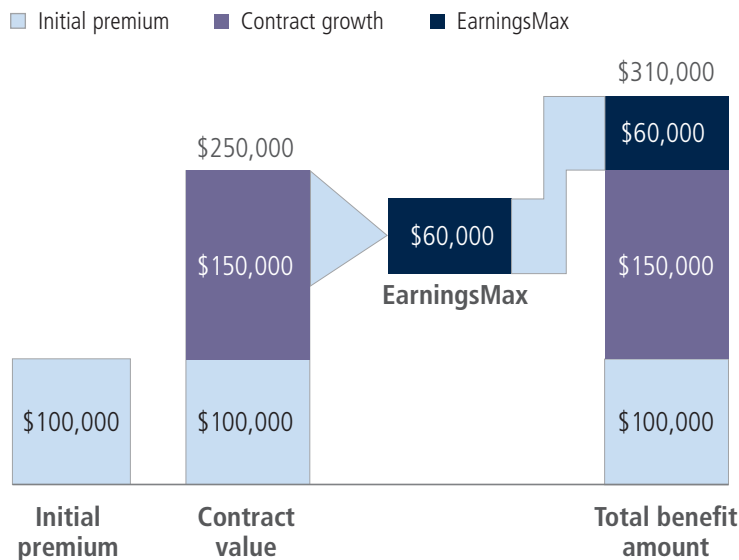 Initial premium
Contract growth
EarningsMax
$310,000
$60,000
$250,000
$60,000
$150,000
$150,000
EarningsMax
$100,000
$100,000
$100,000
Initial
premium
Contract
value
Total benefit
amount